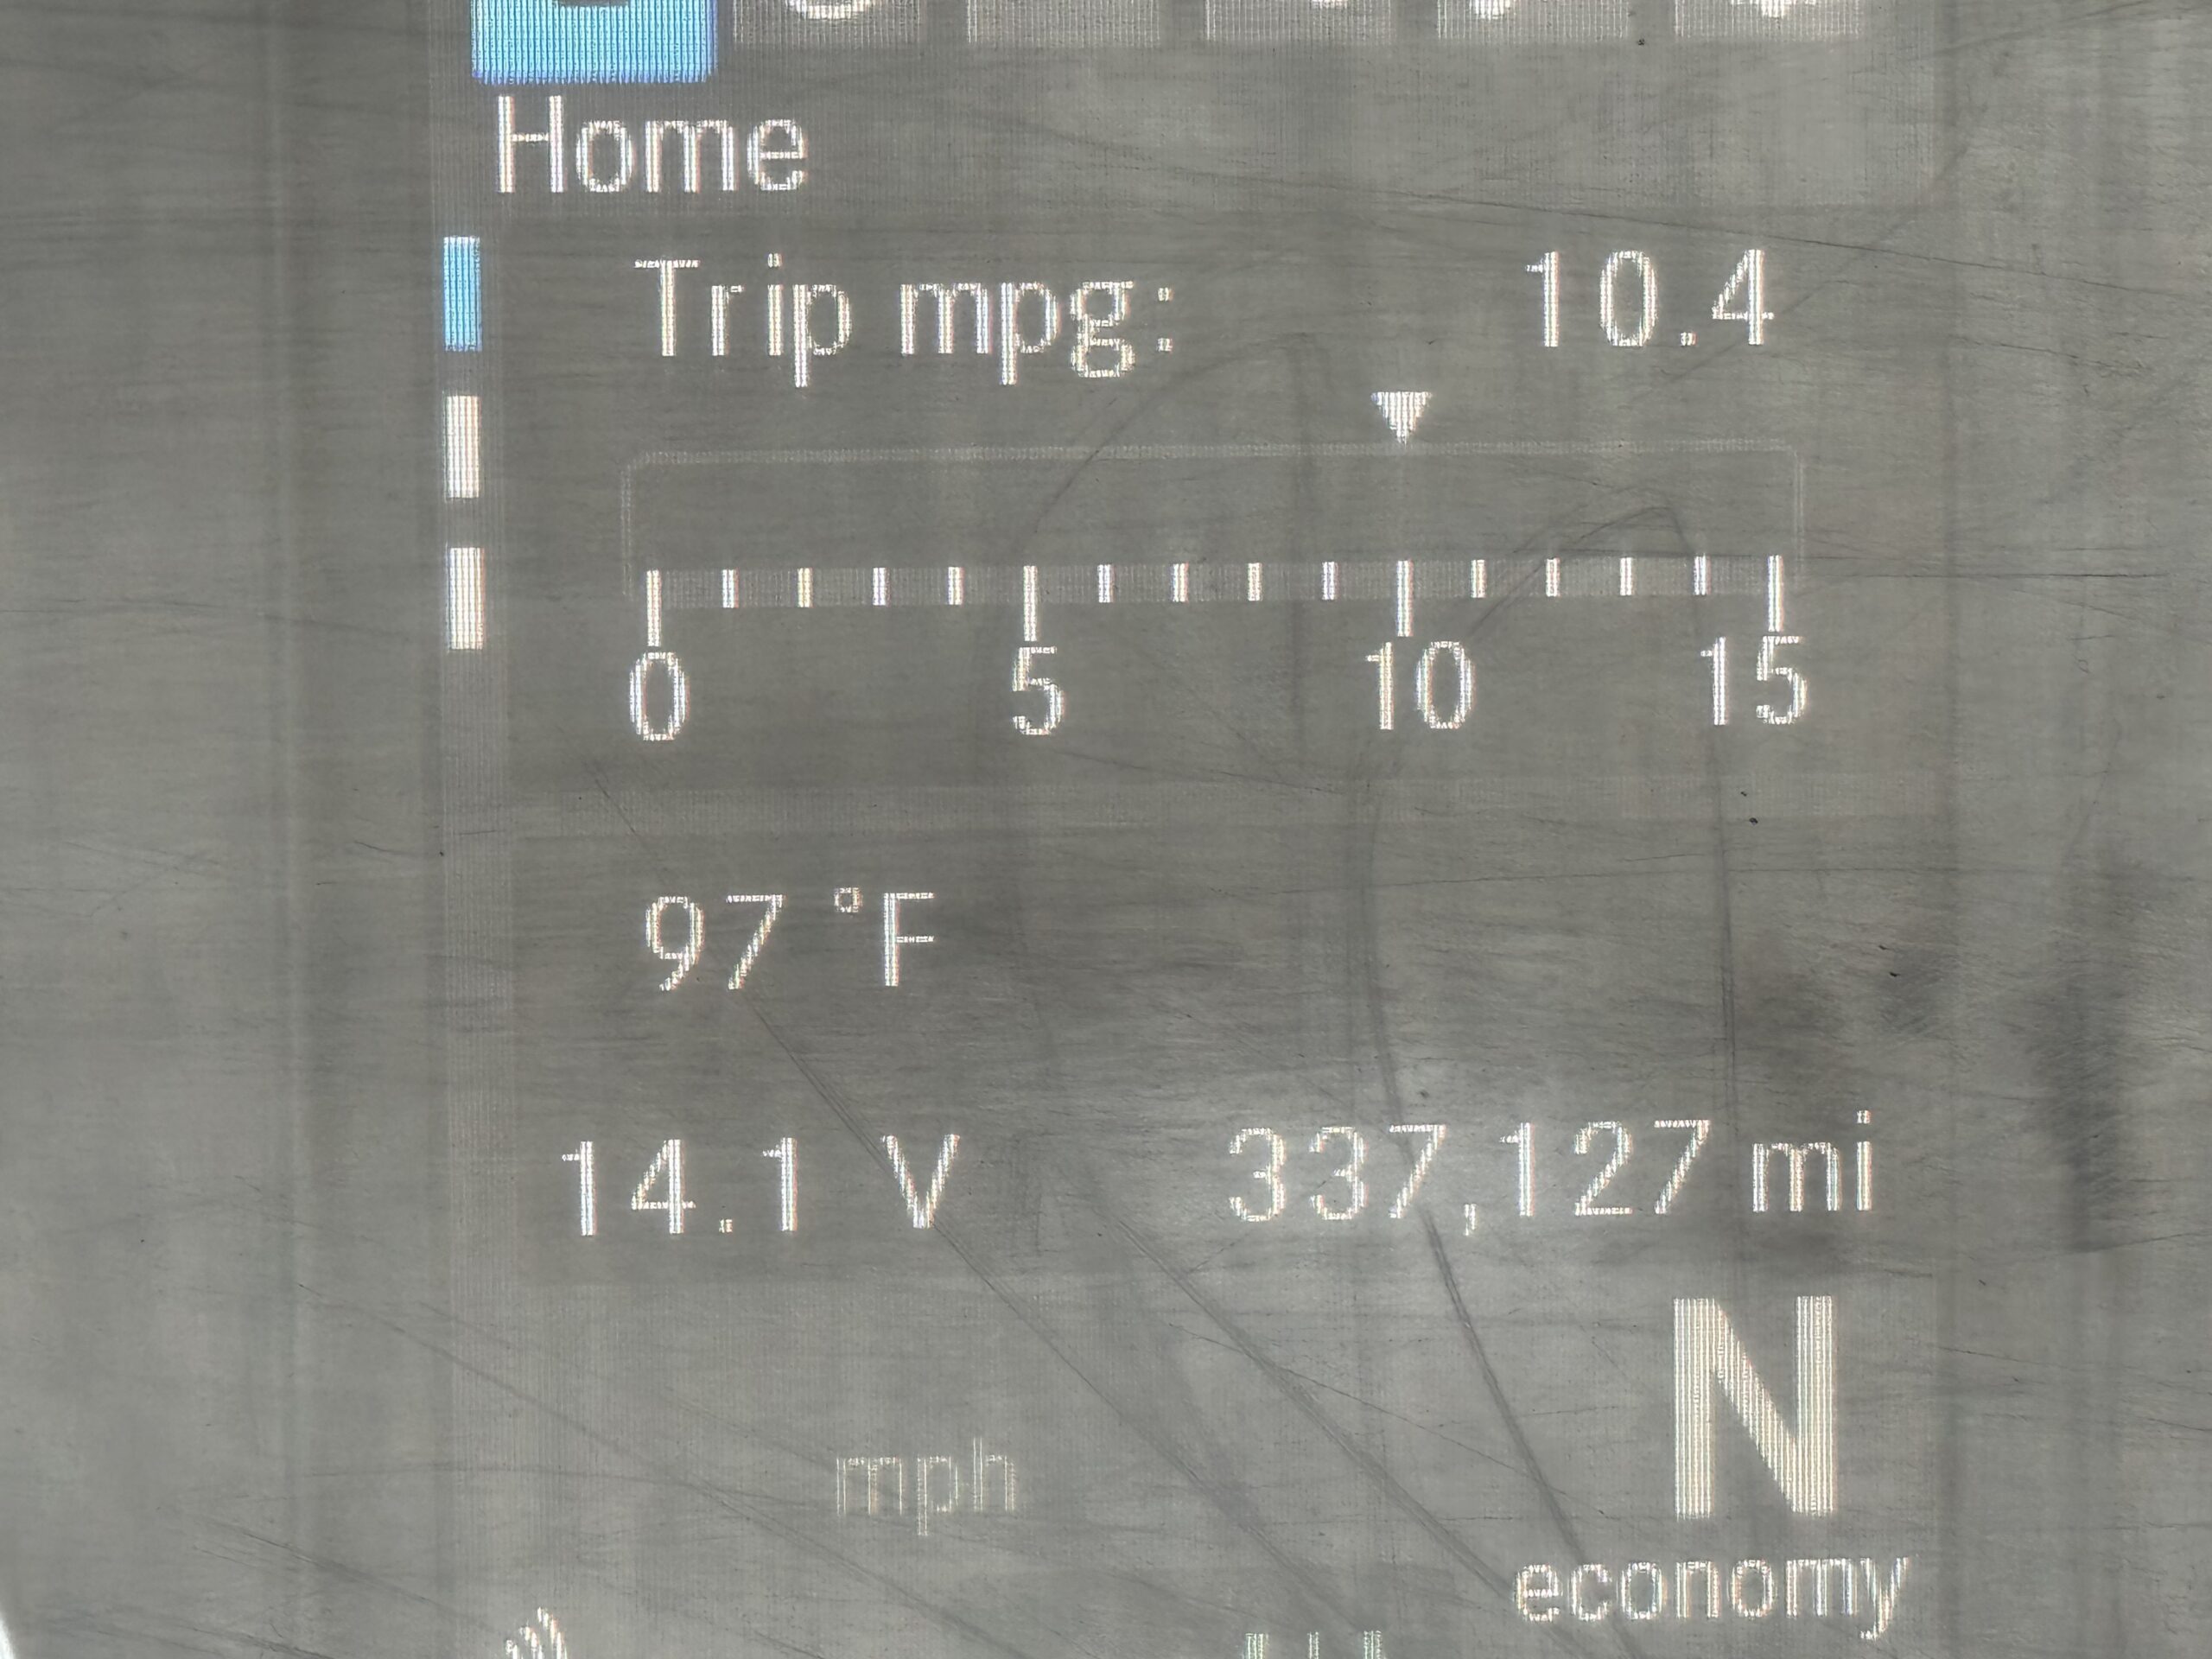 Home
Trip mpg: 10.4
0 5 10 15
97 °F
14.1 V 337,127 mi
N
mph
economy